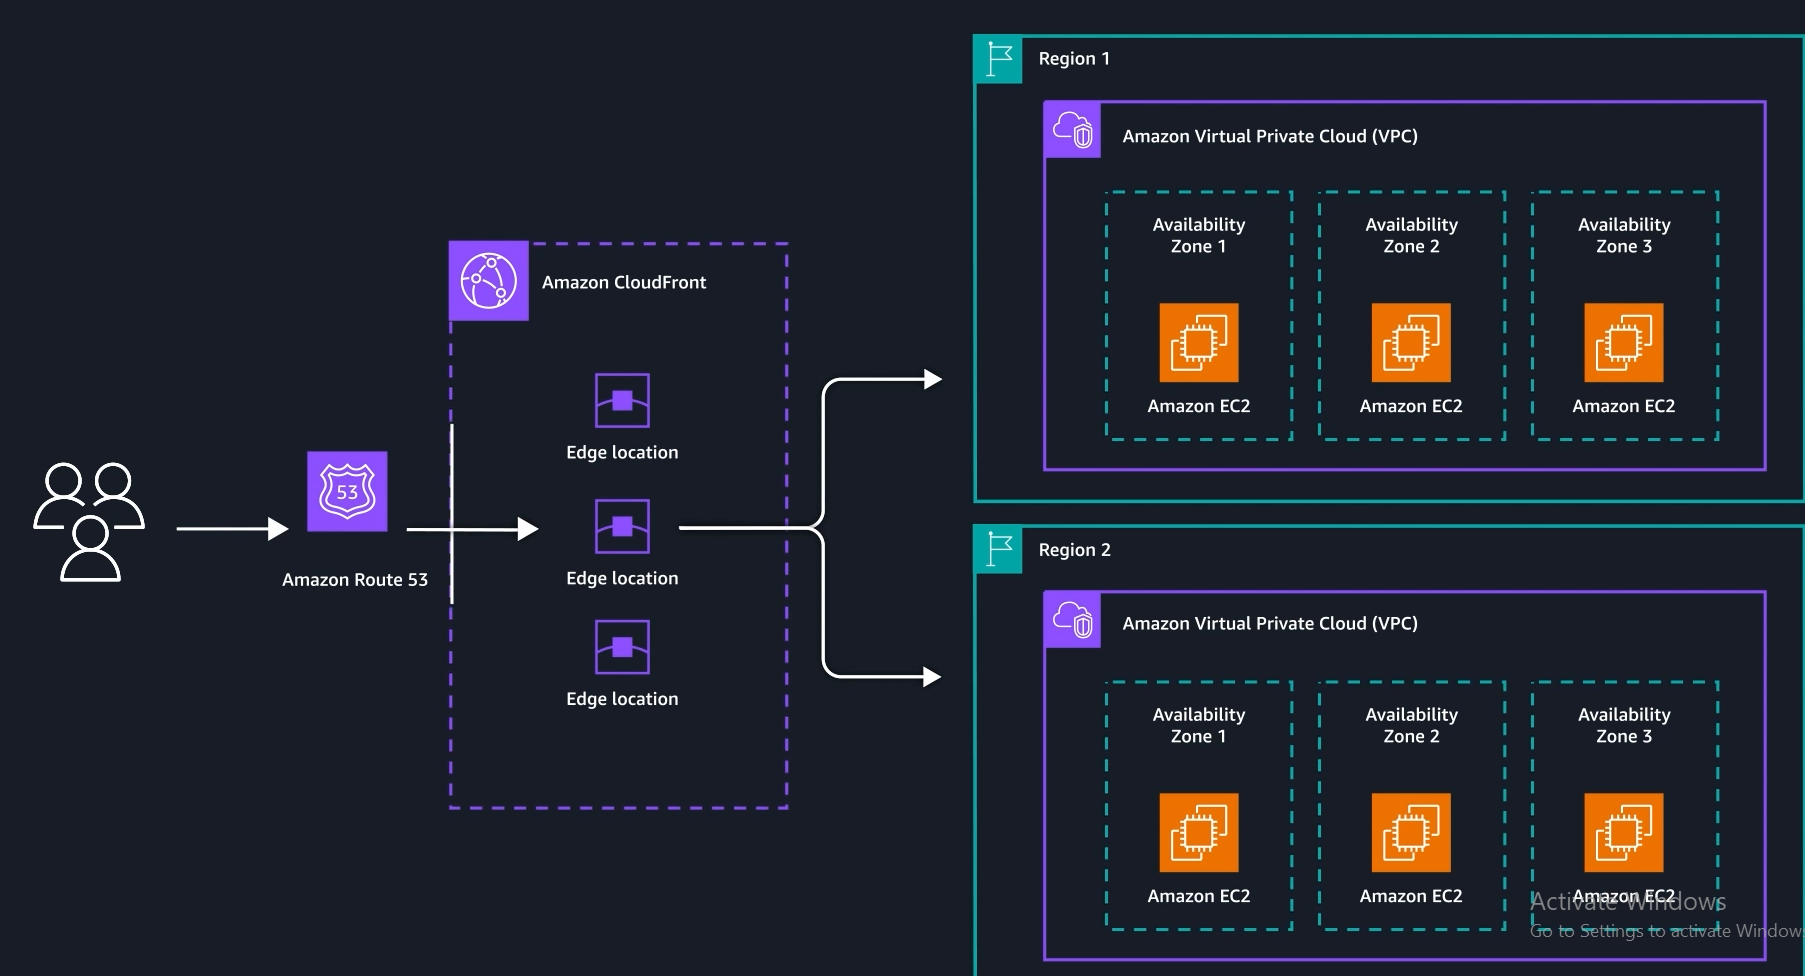 Region 1
Amazon Virtual Private Cloud (VPC)
Availability
Zone 1
Availability
Zone 2
Availability
Zone 3
Amazon EC2
Amazon EC2
Amazon EC2
Amazon CloudFront
Edge location
Edge location
Edge location
53
Amazon Route 53
Region 2
Amazon Virtual Private Cloud (VPC)
Availability
Zone 1
Availability
Zone 2
Availability
Zone 3
Amazon EC2
Amazon EC2
Amazon EC2
Activate Windows
Go to Settings to activate Windows